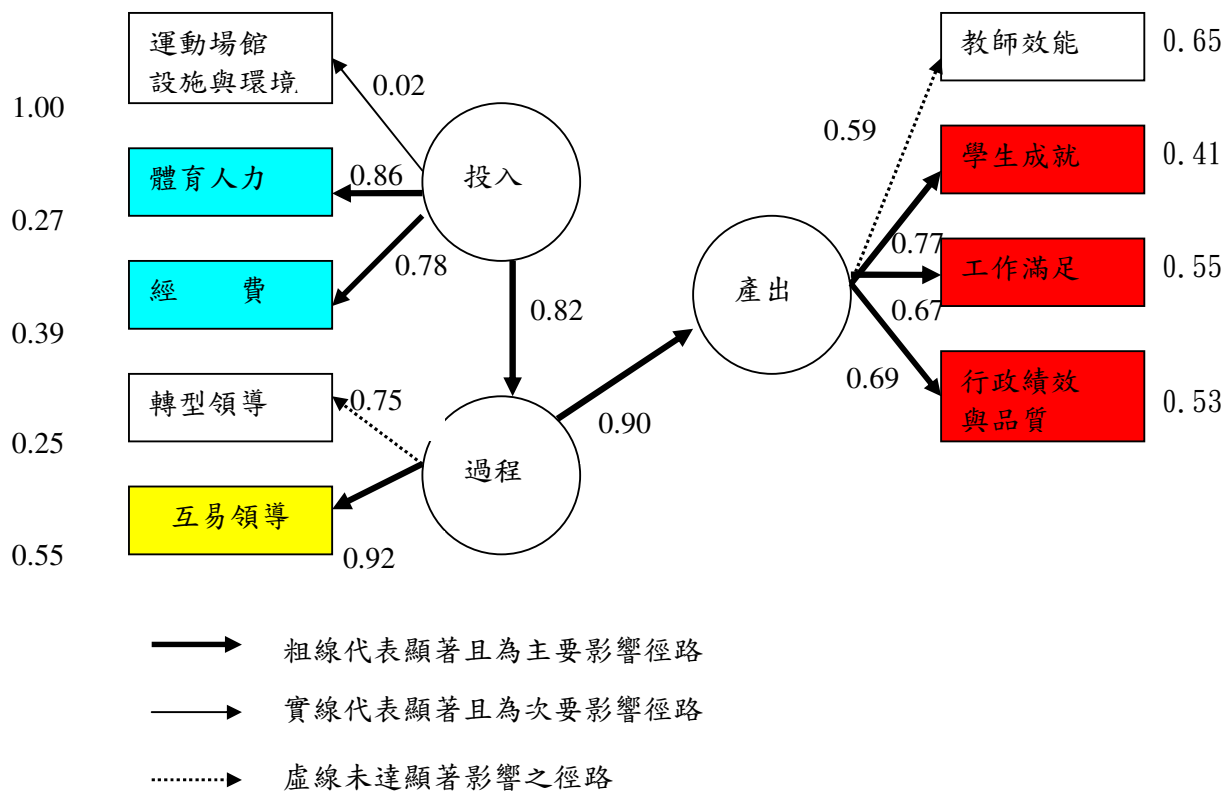 運動場館
設施與環境
1.00
0.02
體育人力
0.86
0.27
經　　費
0.78
0.39
轉型領導
0.75
0.25
互易領導
0.92
0.55
投入
0.82
過程
0.90
產出
教師效能
0.65
0.59
學生成就
0.41
0.77
工作滿足
0.55
0.67
行政績效
與品質
0.53
0.69
粗線代表顯著且為主要影響徑路
實線代表顯著且為次要影響徑路
虛線未達顯著影響之徑路